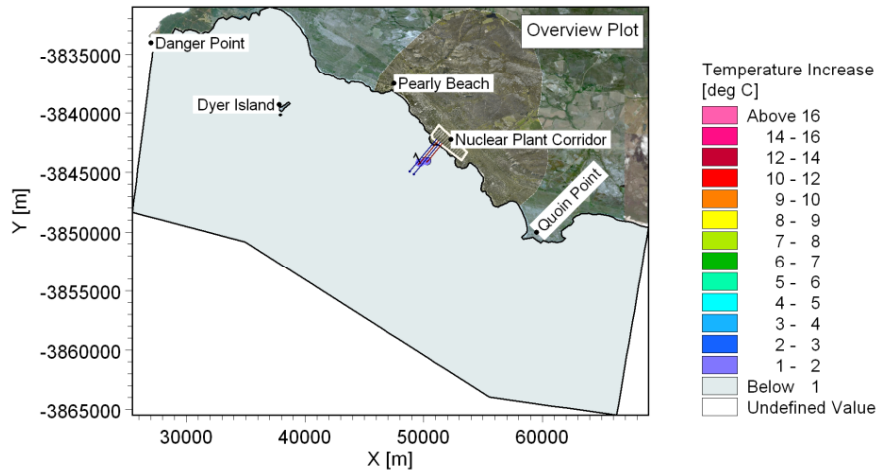 Overview Plot
Danger Point
Pearly Beach
Dyer Island
Nuclear Plant Corridor
Quoin Point
Y [m]
-3835000
-3840000
-3845000
-3850000
-3855000
-3860000
-3865000
30000
40000
50000
60000
X [m]
Temperature Increase
[deg C]
Above 16
14 - 16
12 - 14
10 - 12
9 - 10
8 - 9
7 - 8
6 - 7
5 - 6
4 - 5
3 - 4
2 - 3
1 - 2
Below 1
Undefined Value